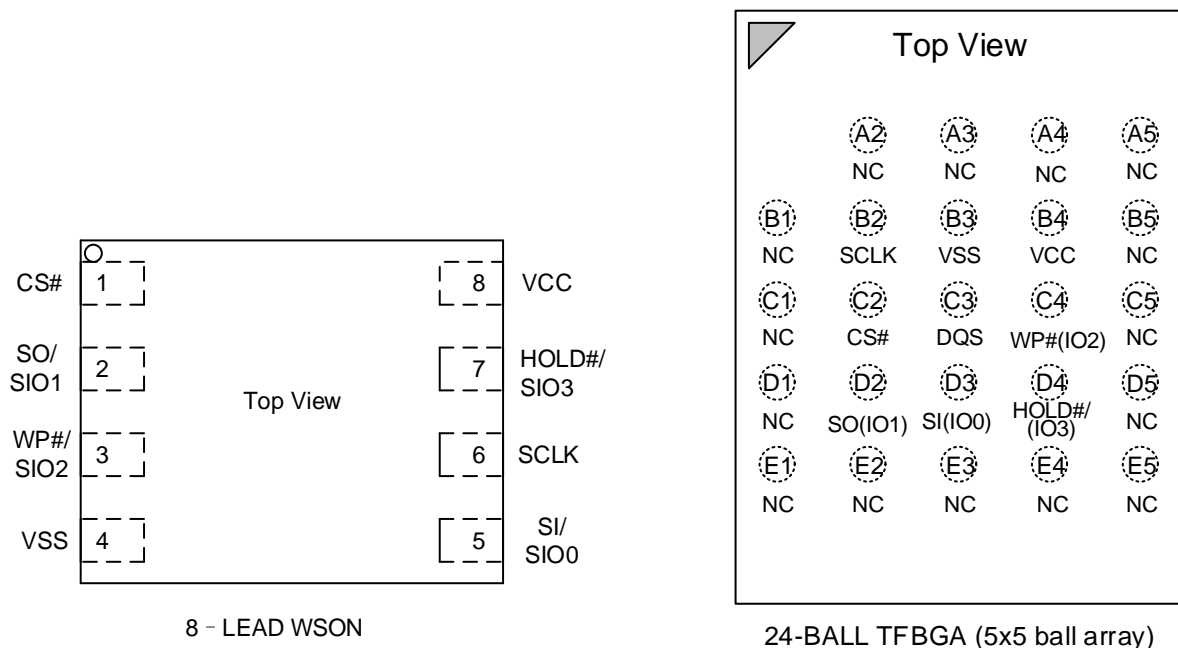 CS#
1
8
VCC
SO/
SIO1
2
7
HOLD#/
SIO3
Top View
WP#/
SIO2
3
6
SCLK
VSS
4
5
SI/
SIO0
8 - LEAD WSON
Top View
A2 A3 A4 A5
NC NC NC NC
B1 B2 B3 B4 B5
NC SCLK VSS VCC NC
C1 C2 C3 C4 C5
NC CS# DQS WP#(IO2) NC
D1 D2 D3 D4 D5
NC SO(IO1) SI(IO0) HOLD#/ NC
(IO3)
E1 E2 E3 E4 E5
NC NC NC NC NC
24-BALL TFBGA (5x5 ball array)